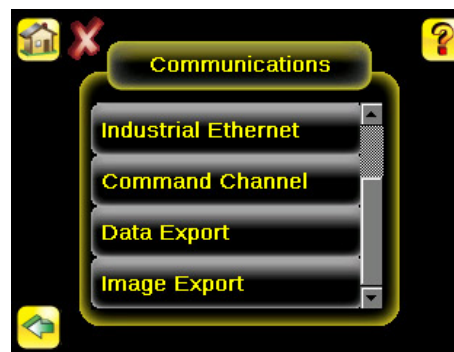 Communications
Industrial Ethernet
Command Channel
Data Export
Image Export